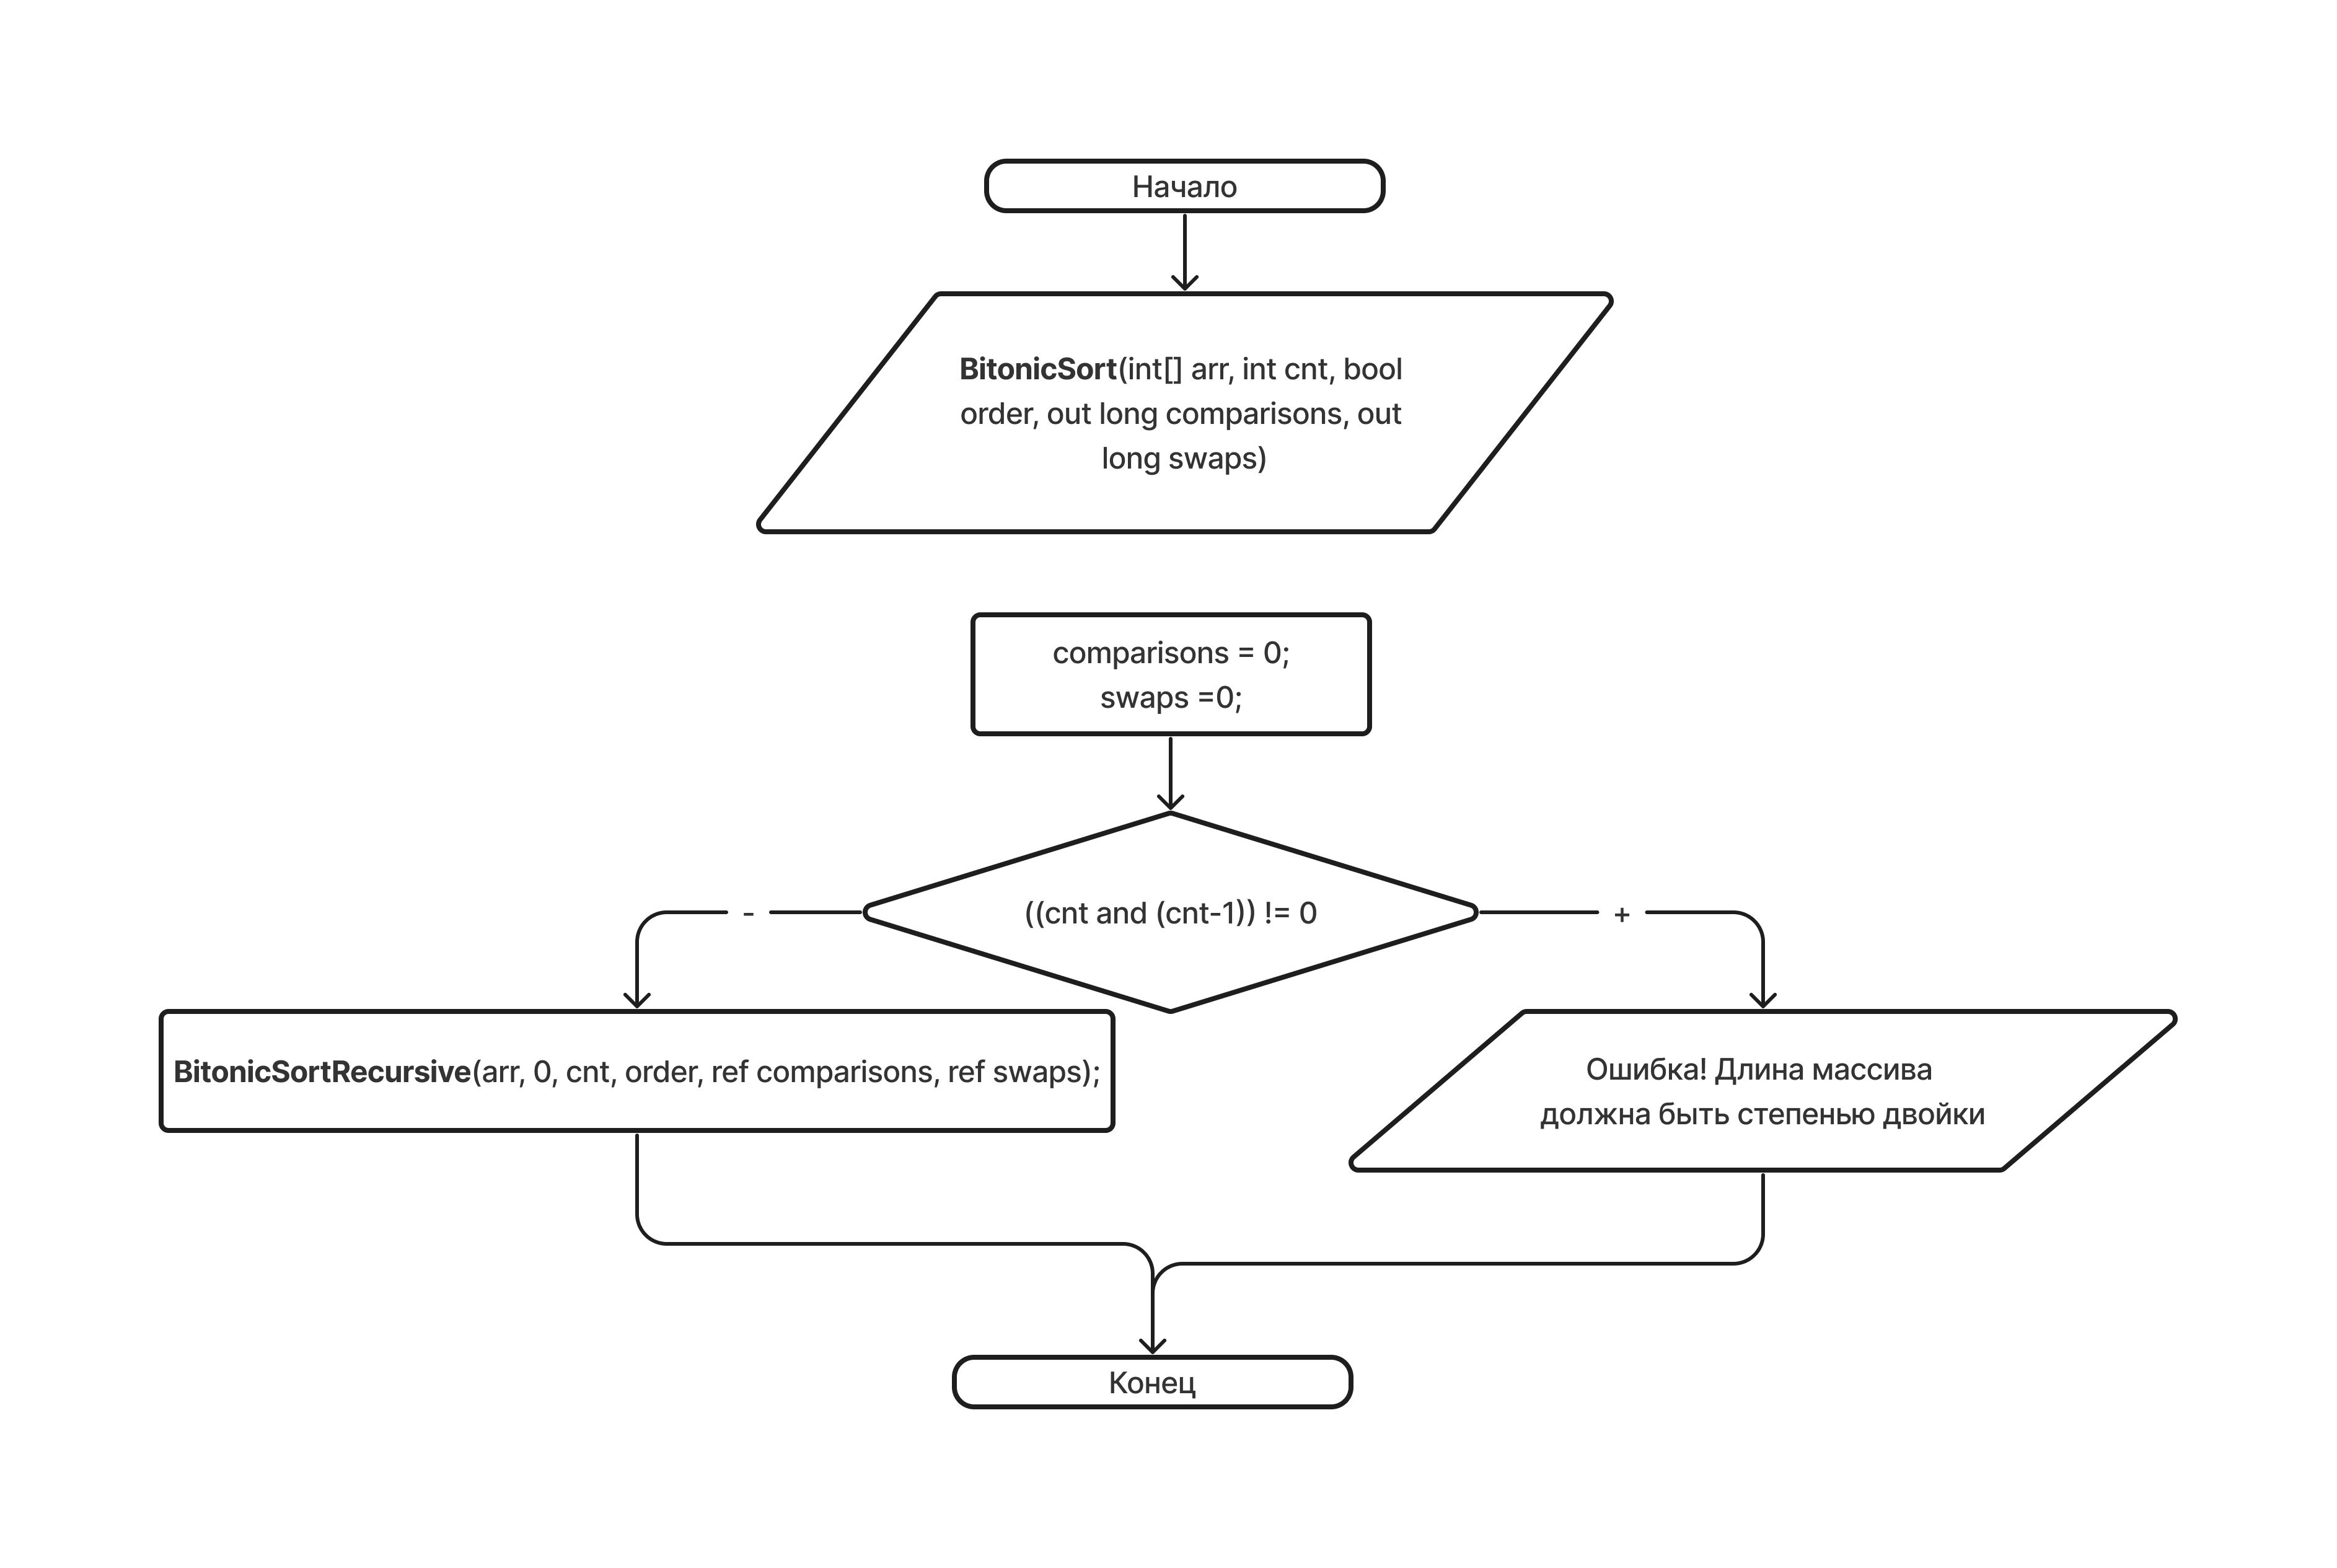 Начало
BitonicSort(int[] arr, int cnt, bool
order, out long comparisons, out
long swaps)
comparisons = 0;
swaps =0;
((cnt and (cnt-1)) != 0
-
+
BitonicSortRecursive(arr, 0, cnt, order, ref comparisons, ref swaps);
Ошибка! Длина массива
должна быть степенью двойки
Конец